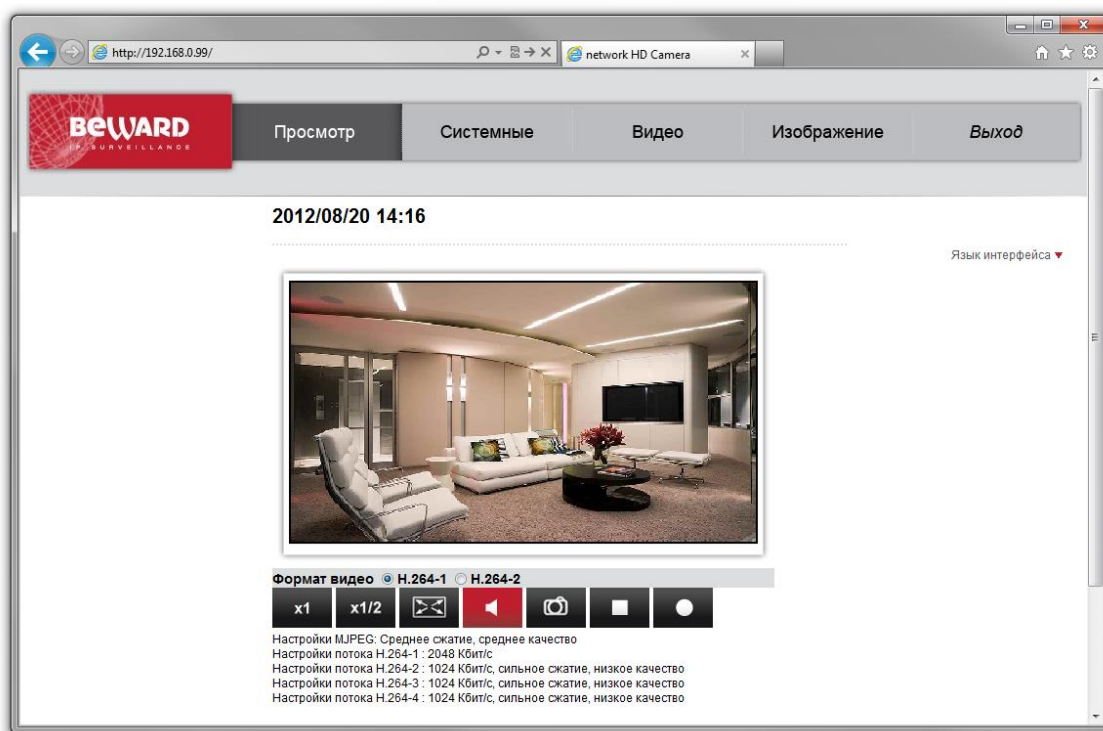 http://192.168.0.99/
network HD Camera
BEWARD
IP SURVEILLANCE
Просмотр
Системные
Видео
Изображение
Выход
2012/08/20 14:16
Язык интерфейса
Формат видео H.264-1 H.264-2
x1 x1/2
Настройки MJPEG: Среднее сжатие, среднее качество
Настройки потока H.264-1 : 2048 Кбит/с
Настройки потока H.264-2 : 1024 Кбит/с, сильное сжатие, низкое качество
Настройки потока H.264-3 : 1024 Кбит/с, сильное сжатие, низкое качество
Настройки потока H.264-4 : 1024 Кбит/с, сильное сжатие, низкое качество